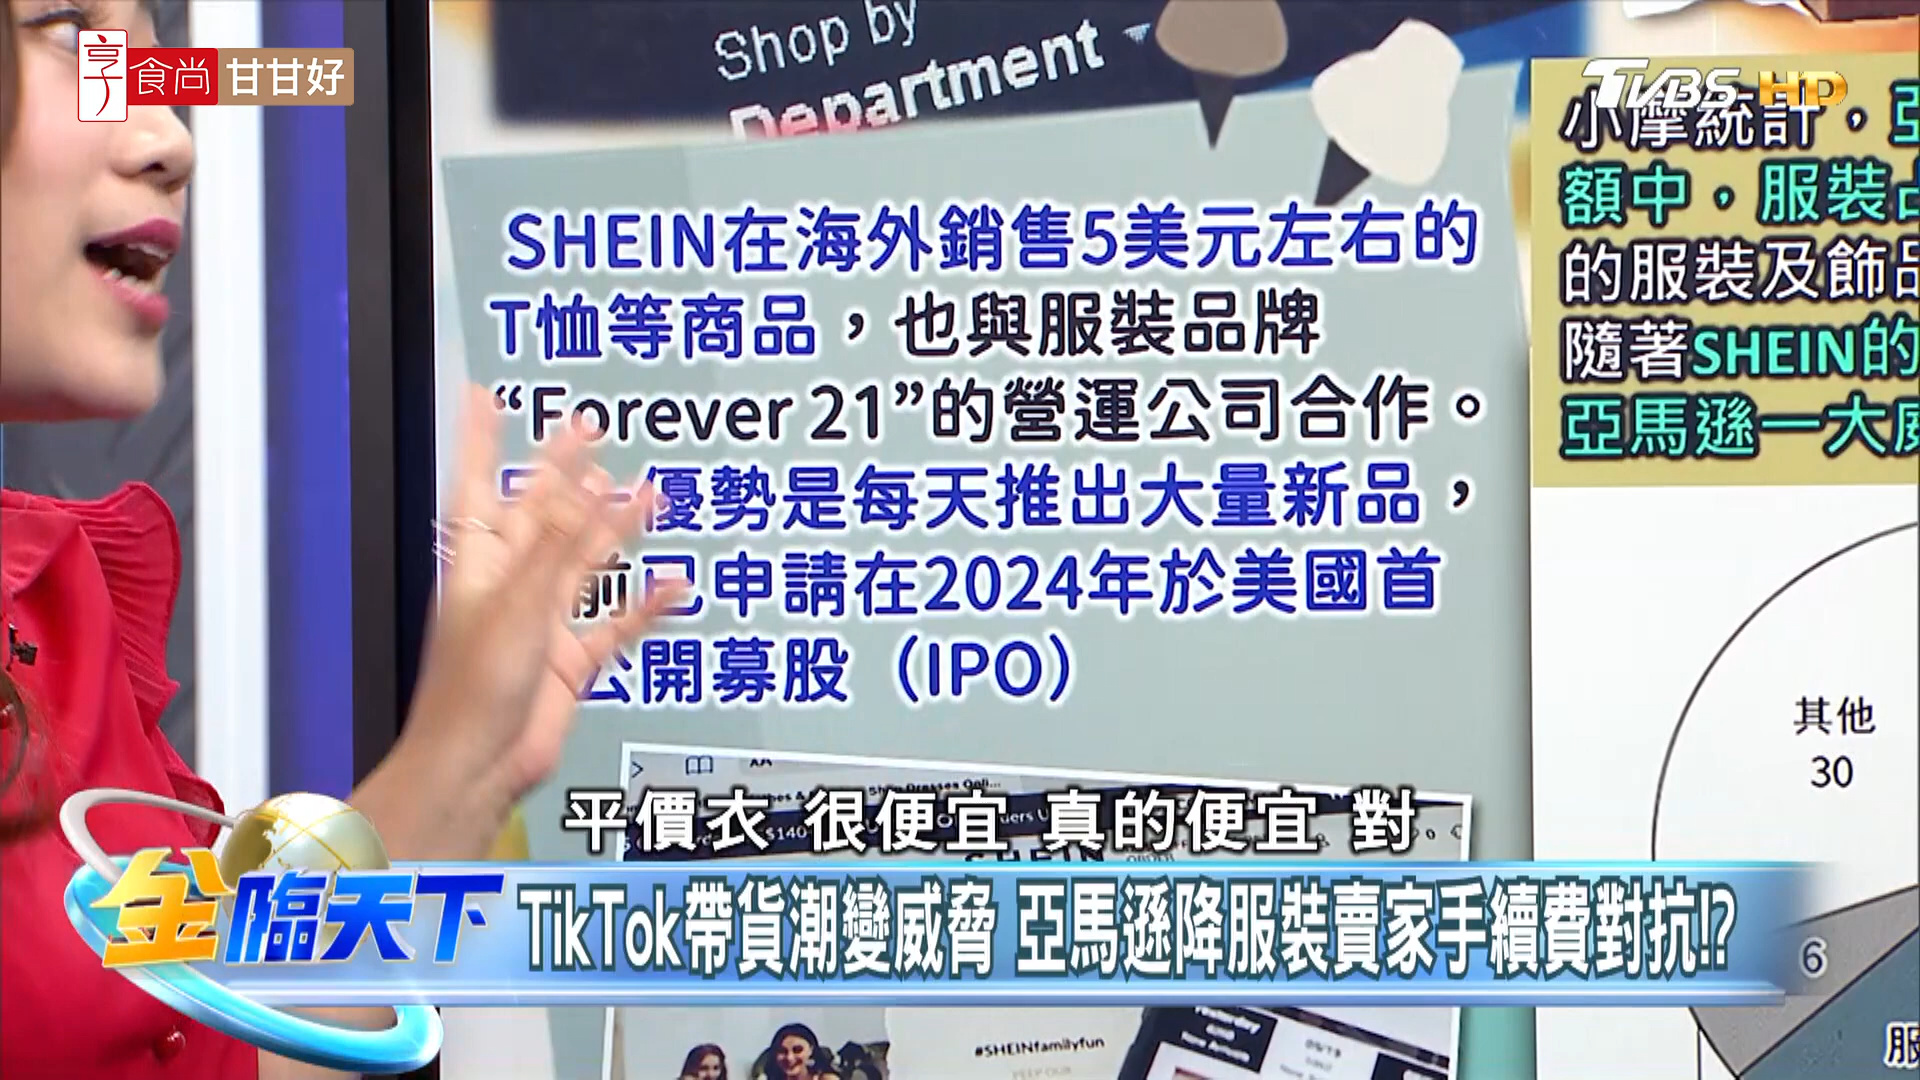 享食尚 甘甘好
TVBS HD
Shop by
Department
SHEIN在海外銷售5美元左右的
T恤等商品，也與服裝品牌
“Forever 21”的營運公司合作。
優勢是每天推出大量新品，
前已申請在2024年於美國首
公開募股（IPO）
小摩統計，亞
額中，服裝占
的服裝及飾品
隨著SHEIN的
亞馬遜一大威
其他
30
6
服
SHEIN
平價衣 很便宜 真的便宜 對
金臨天下
TikTok帶貨潮變威脅 亞馬遜降服裝賣家手續費對抗!?
#SHEINfamilyfun